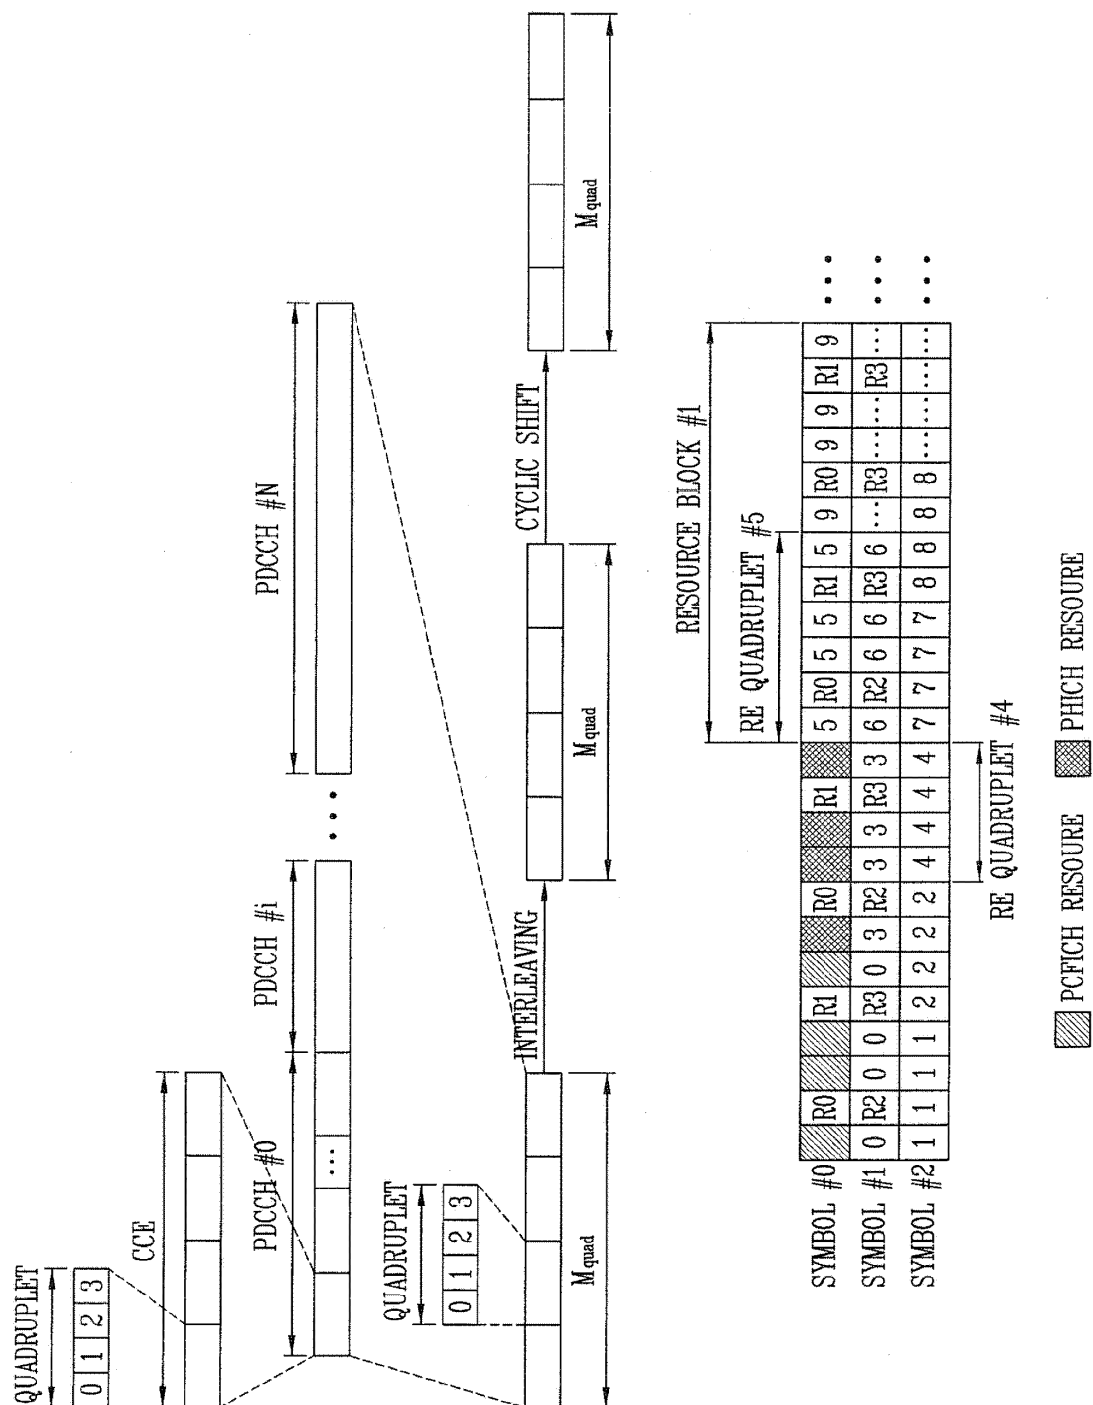 QUADRUPLET
0 1 2 3
CCE
PDCCH #0 PDCCH #i PDCCH #N
... ...
QUADRUPLET
0 1 2 3
INTERLEAVING CYCLIC SHIFT
Mquad Mquad Mquad
RESOURCE BLOCK #1
RE QUADRUPLET #5
SYMBOL #0 R0 R1 R0 R1 5 R0 5 5 R1 5 9 R0 9 9 R1 9 ...
SYMBOL #1 0 R2 0 0 R3 0 3 R2 3 3 R3 3 6 R2 6 6 R3 6 ... R3 ... ... R3 ... ...
SYMBOL #2 1 1 1 1 2 2 2 2 4 4 4 4 7 7 7 7 8 8 8 8 ... ... ... ... ...
RE QUADRUPLET #4
PCFICH RESOURE PHICH RESOURE